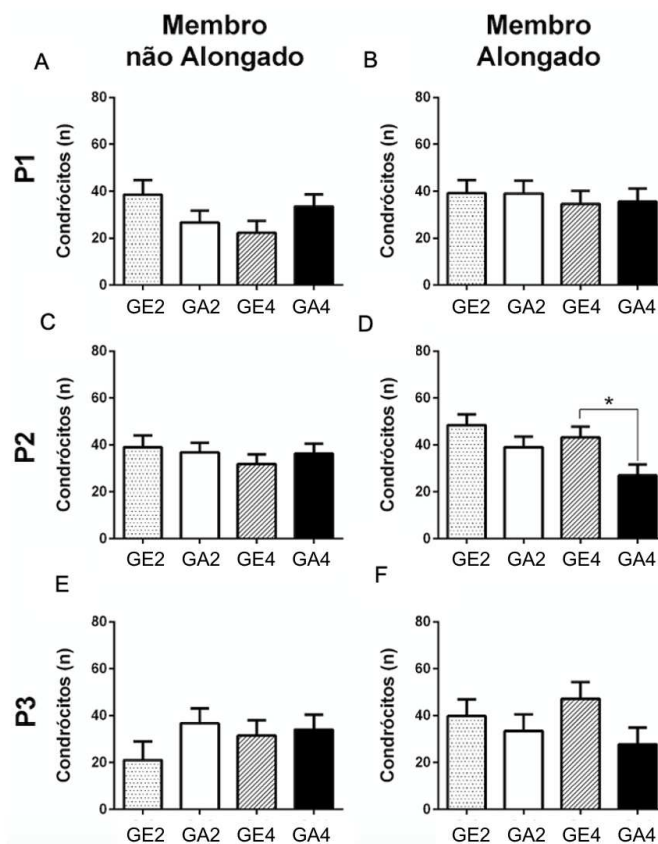 Membro
não Alongado
Membro
Alongado
A
B
P1
Condrócitos (n)
80
60
40
20
0
GE2 GA2 GE4 GA4
Condrócitos (n)
80
60
40
20
0
GE2 GA2 GE4 GA4
C
D
P2
Condrócitos (n)
80
60
40
20
0
GE2 GA2 GE4 GA4
Condrócitos (n)
80
60
40
20
0
*
GE2 GA2 GE4 GA4
E
F
P3
Condrócitos (n)
80
60
40
20
0
GE2 GA2 GE4 GA4
Condrócitos (n)
80
60
40
20
0
GE2 GA2 GE4 GA4